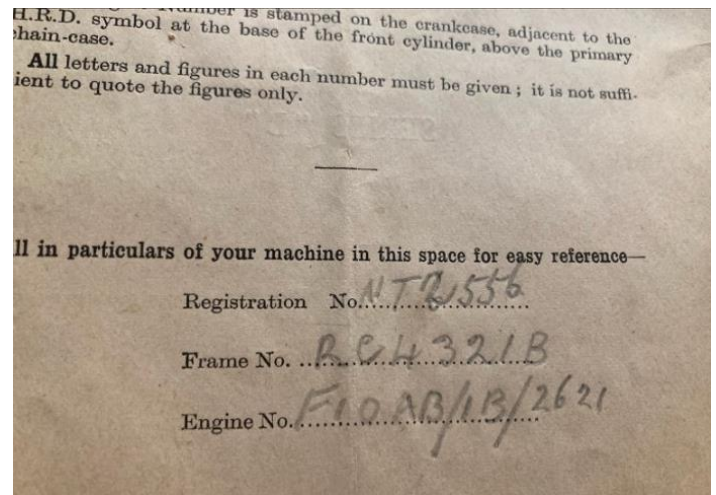 Number is stamped on the crankcase, adjacent to the
H.R.D. symbol at the base of the front cylinder, above the primary
chain-case.
All letters and figures in each number must be given ; it is not suffi-
ient to quote the figures only.
ll in particulars of your machine in this space for easy reference—
Registration No.
Frame No. RC4321B
Engine No. F10AB/1B/2621